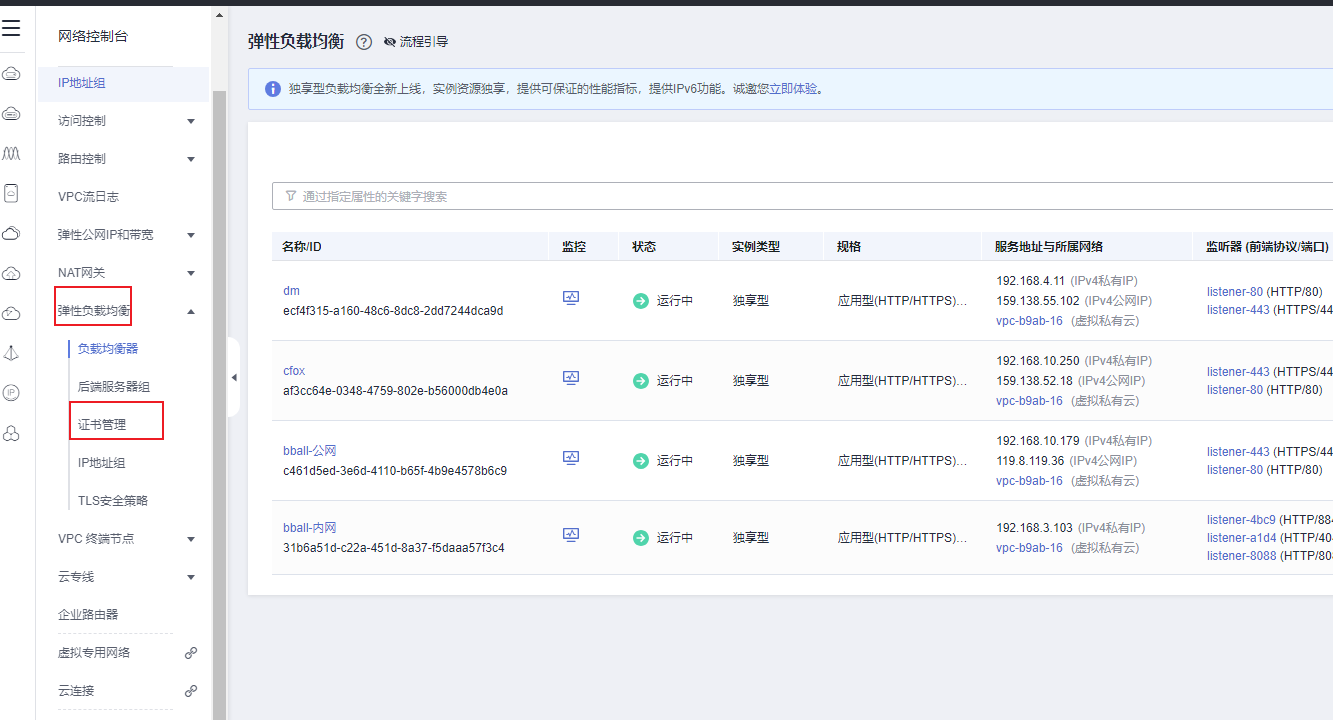 网络控制台
IP地址组
访问控制
路由控制
VPC流日志
弹性公网IP和带宽
NAT网关
弹性负载均衡
负载均衡器
后端服务器组
证书管理
IP地址组
TLS安全策略
VPC 终端节点
云专线
企业路由器
虚拟专用网络
云连接
弹性负载均衡 ? 流程引导
独享型负载均衡全新上线，实例资源独享，提供可保证的性能指标，提供IPv6功能。诚邀您立即体验。
通过指定属性的关键字搜索
名称/ID 监控 状态 实例类型 规格 服务地址与所属网络 监听器 (前端协议/端口)
dm
ecf4f315-a160-48c6-8dc8-2dd7244dca9d
运行中
独享型
应用型(HTTP/HTTPS)...
192.168.4.11 (IPv4私有IP)
159.138.55.102 (IPv4公网IP)
vpc-b9ab-16 (虚拟私有云)
listener-80 (HTTP/80)
listener-443 (HTTPS/44
cfox
af3cc64e-0348-4759-802e-b56000db4e0a
运行中
独享型
应用型(HTTP/HTTPS)...
192.168.10.250 (IPv4私有IP)
159.138.52.18 (IPv4公网IP)
vpc-b9ab-16 (虚拟私有云)
listener-443 (HTTPS/44
listener-80 (HTTP/80)
bball-公网
c461d5ed-3e6d-4110-b65f-4b9e4578b6c9
运行中
独享型
应用型(HTTP/HTTPS)...
192.168.10.179 (IPv4私有IP)
119.8.119.36 (IPv4公网IP)
vpc-b9ab-16 (虚拟私有云)
listener-443 (HTTPS/44
listener-80 (HTTP/80)
bball-内网
31b6a51d-c22a-451d-8a37-f5daaa57f3c4
运行中
独享型
应用型(HTTP/HTTPS)...
192.168.3.103 (IPv4私有IP)
vpc-b9ab-16 (虚拟私有云)
listener-4bc9 (HTTP/884
listener-a1d4 (HTTP/404
listener-8088 (HTTP/808